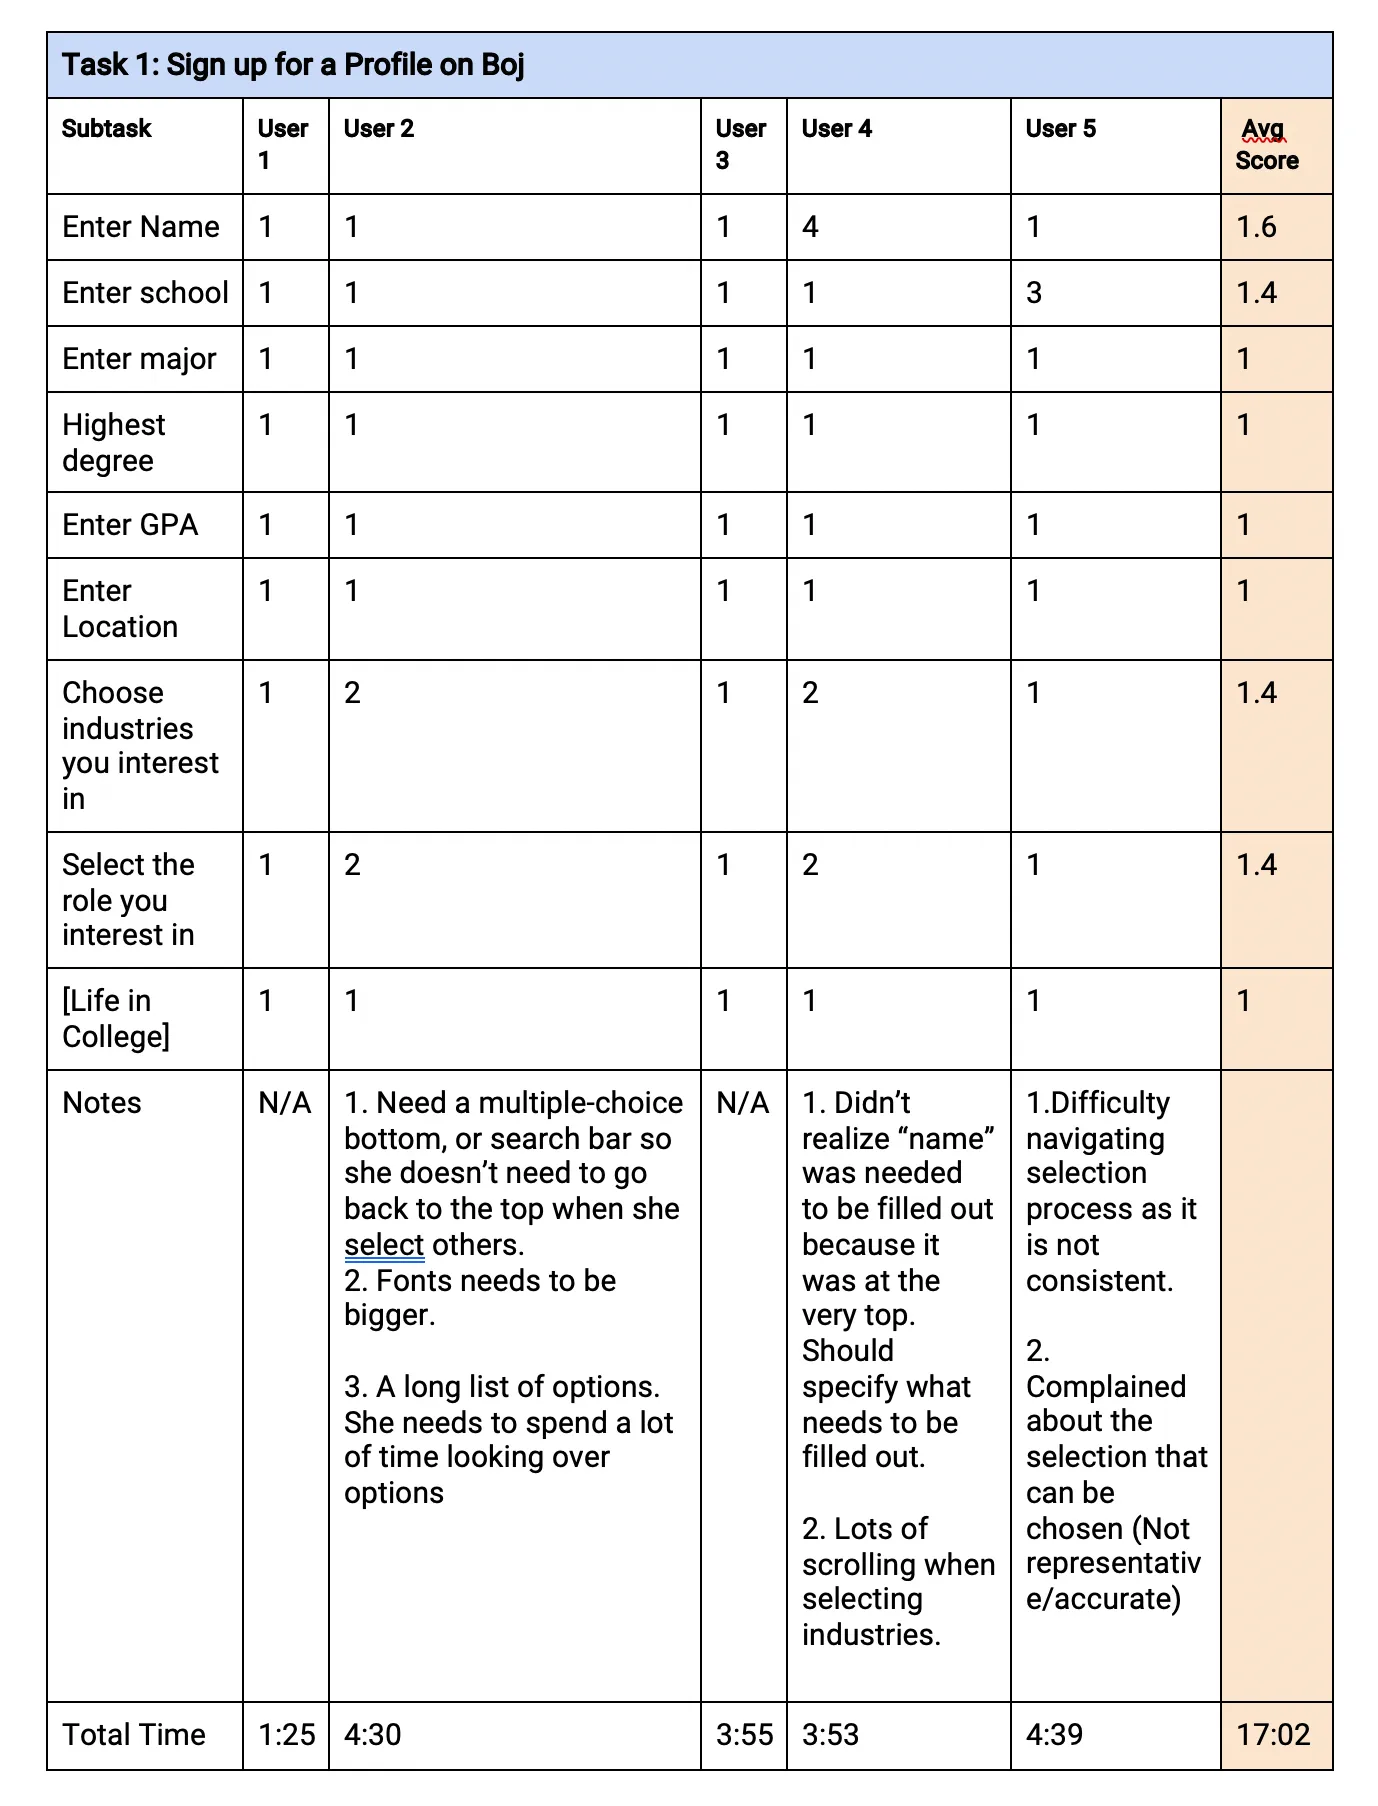 Task 1: Sign up for a Profile on Boj
Subtask
User
1
User 2
User
3
User 4
User 5
Avg
Score
Enter Name
1
1
1
4
1
1.6
Enter school
1
1
1
1
3
1.4
Enter major
1
1
1
1
1
1
Highest
degree
1
1
1
1
1
1
Enter GPA
1
1
1
1
1
1
Enter
Location
1
1
1
1
1
1
Choose
industries
you interest
in
1
2
1
2
1
1.4
Select the
role you
interest in
1
2
1
2
1
1.4
[Life in
College]
1
1
1
1
1
1
Notes
N/A
1. Need a multiple-choice
bottom, or search bar so
she doesn’t need to go
back to the top when she
select others.
2. Fonts needs to be
bigger.
3. A long list of options.
She needs to spend a lot
of time looking over
options
N/A
1. Didn’t
realize “name”
was needed
to be filled out
because it
was at the
very top.
Should
specify what
needs to be
filled out.
2. Lots of
scrolling when
selecting
industries.
1.Difficulty
navigating
selection
process as it
is not
consistent.
2.
Complained
about the
selection that
can be
chosen (Not
representativ
e/accurate)
Total Time
1:25
4:30
3:55
3:53
4:39
17:02